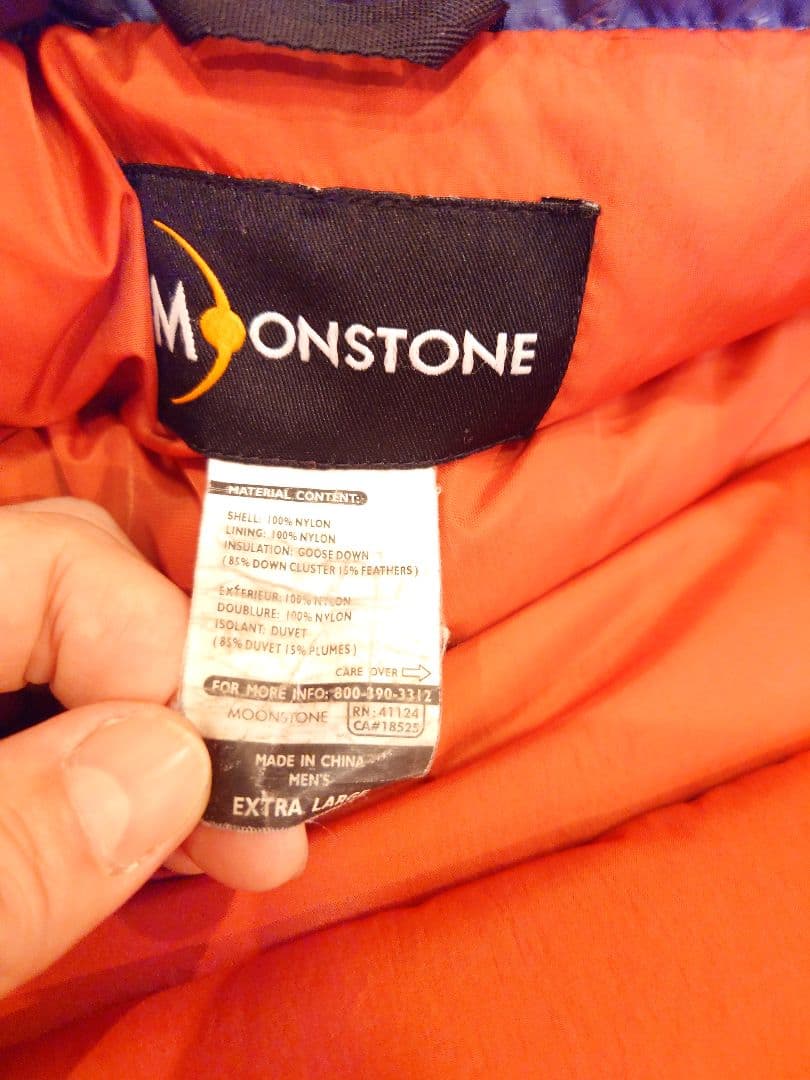 MOONSTONE
MATERIAL CONTENT:
SHELL: 100% NYLON
LINING: 100% NYLON
INSULATION: GOOSE DOWN
(85% DOWN CLUSTER 15% FEATHERS)
EXTERIEUR: 100% NYLON
DOUBLURE: 100% NYLON
ISOLANT: DUVET
(85% DUVET 15% PLUMES)
CARE OVER
FOR MORE INFO: 800-390-3312
MOONSTONE RN: 41124
CA#18525
MADE IN CHINA
MEN'S
EXTRA LARGE